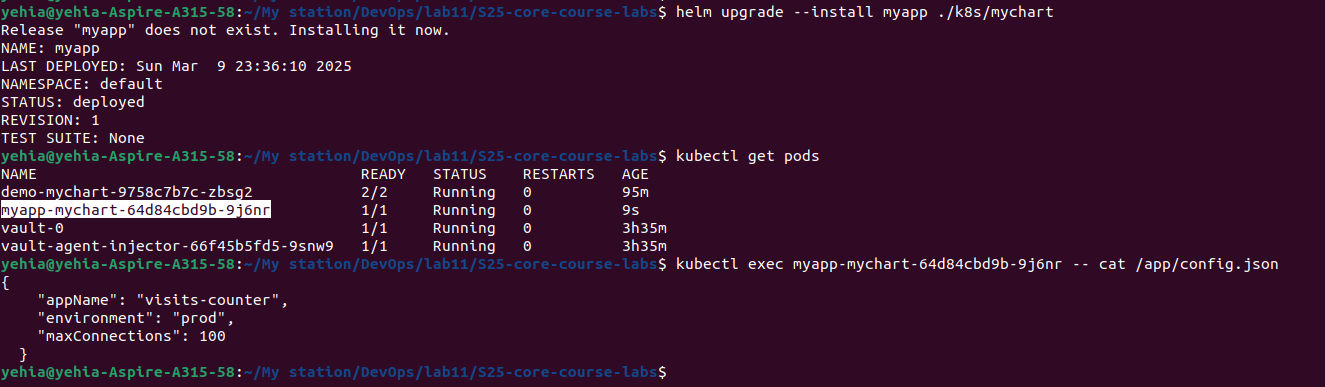 yehia@yehia-Aspire-A315-58:~/My station/DevOps/lab11/S25-core-course-labs$ helm upgrade --install myapp ./k8s/mychart
Release "myapp" does not exist. Installing it now.
NAME: myapp
LAST DEPLOYED: Sun Mar  9 23:36:10 2025
NAMESPACE: default
STATUS: deployed
REVISION: 1
TEST SUITE: None
yehia@yehia-Aspire-A315-58:~/My station/DevOps/lab11/S25-core-course-labs$ kubectl get pods
NAME                                    READY   STATUS    RESTARTS   AGE
demo-mychart-9758c7b7c-zbsg2            2/2     Running   0          95m
myapp-mychart-64d84cbd9b-9j6nr          1/1     Running   0          9s
vault-0                                 1/1     Running   0          3h35m
vault-agent-injector-66f45b5fd5-9snw9   1/1     Running   0          3h35m
yehia@yehia-Aspire-A315-58:~/My station/DevOps/lab11/S25-core-course-labs$ kubectl exec myapp-mychart-64d84cbd9b-9j6nr -- cat /app/config.json
{
    "appName": "visits-counter",
    "environment": "prod",
    "maxConnections": 100
  }
yehia@yehia-Aspire-A315-58:~/My station/DevOps/lab11/S25-core-course-labs$